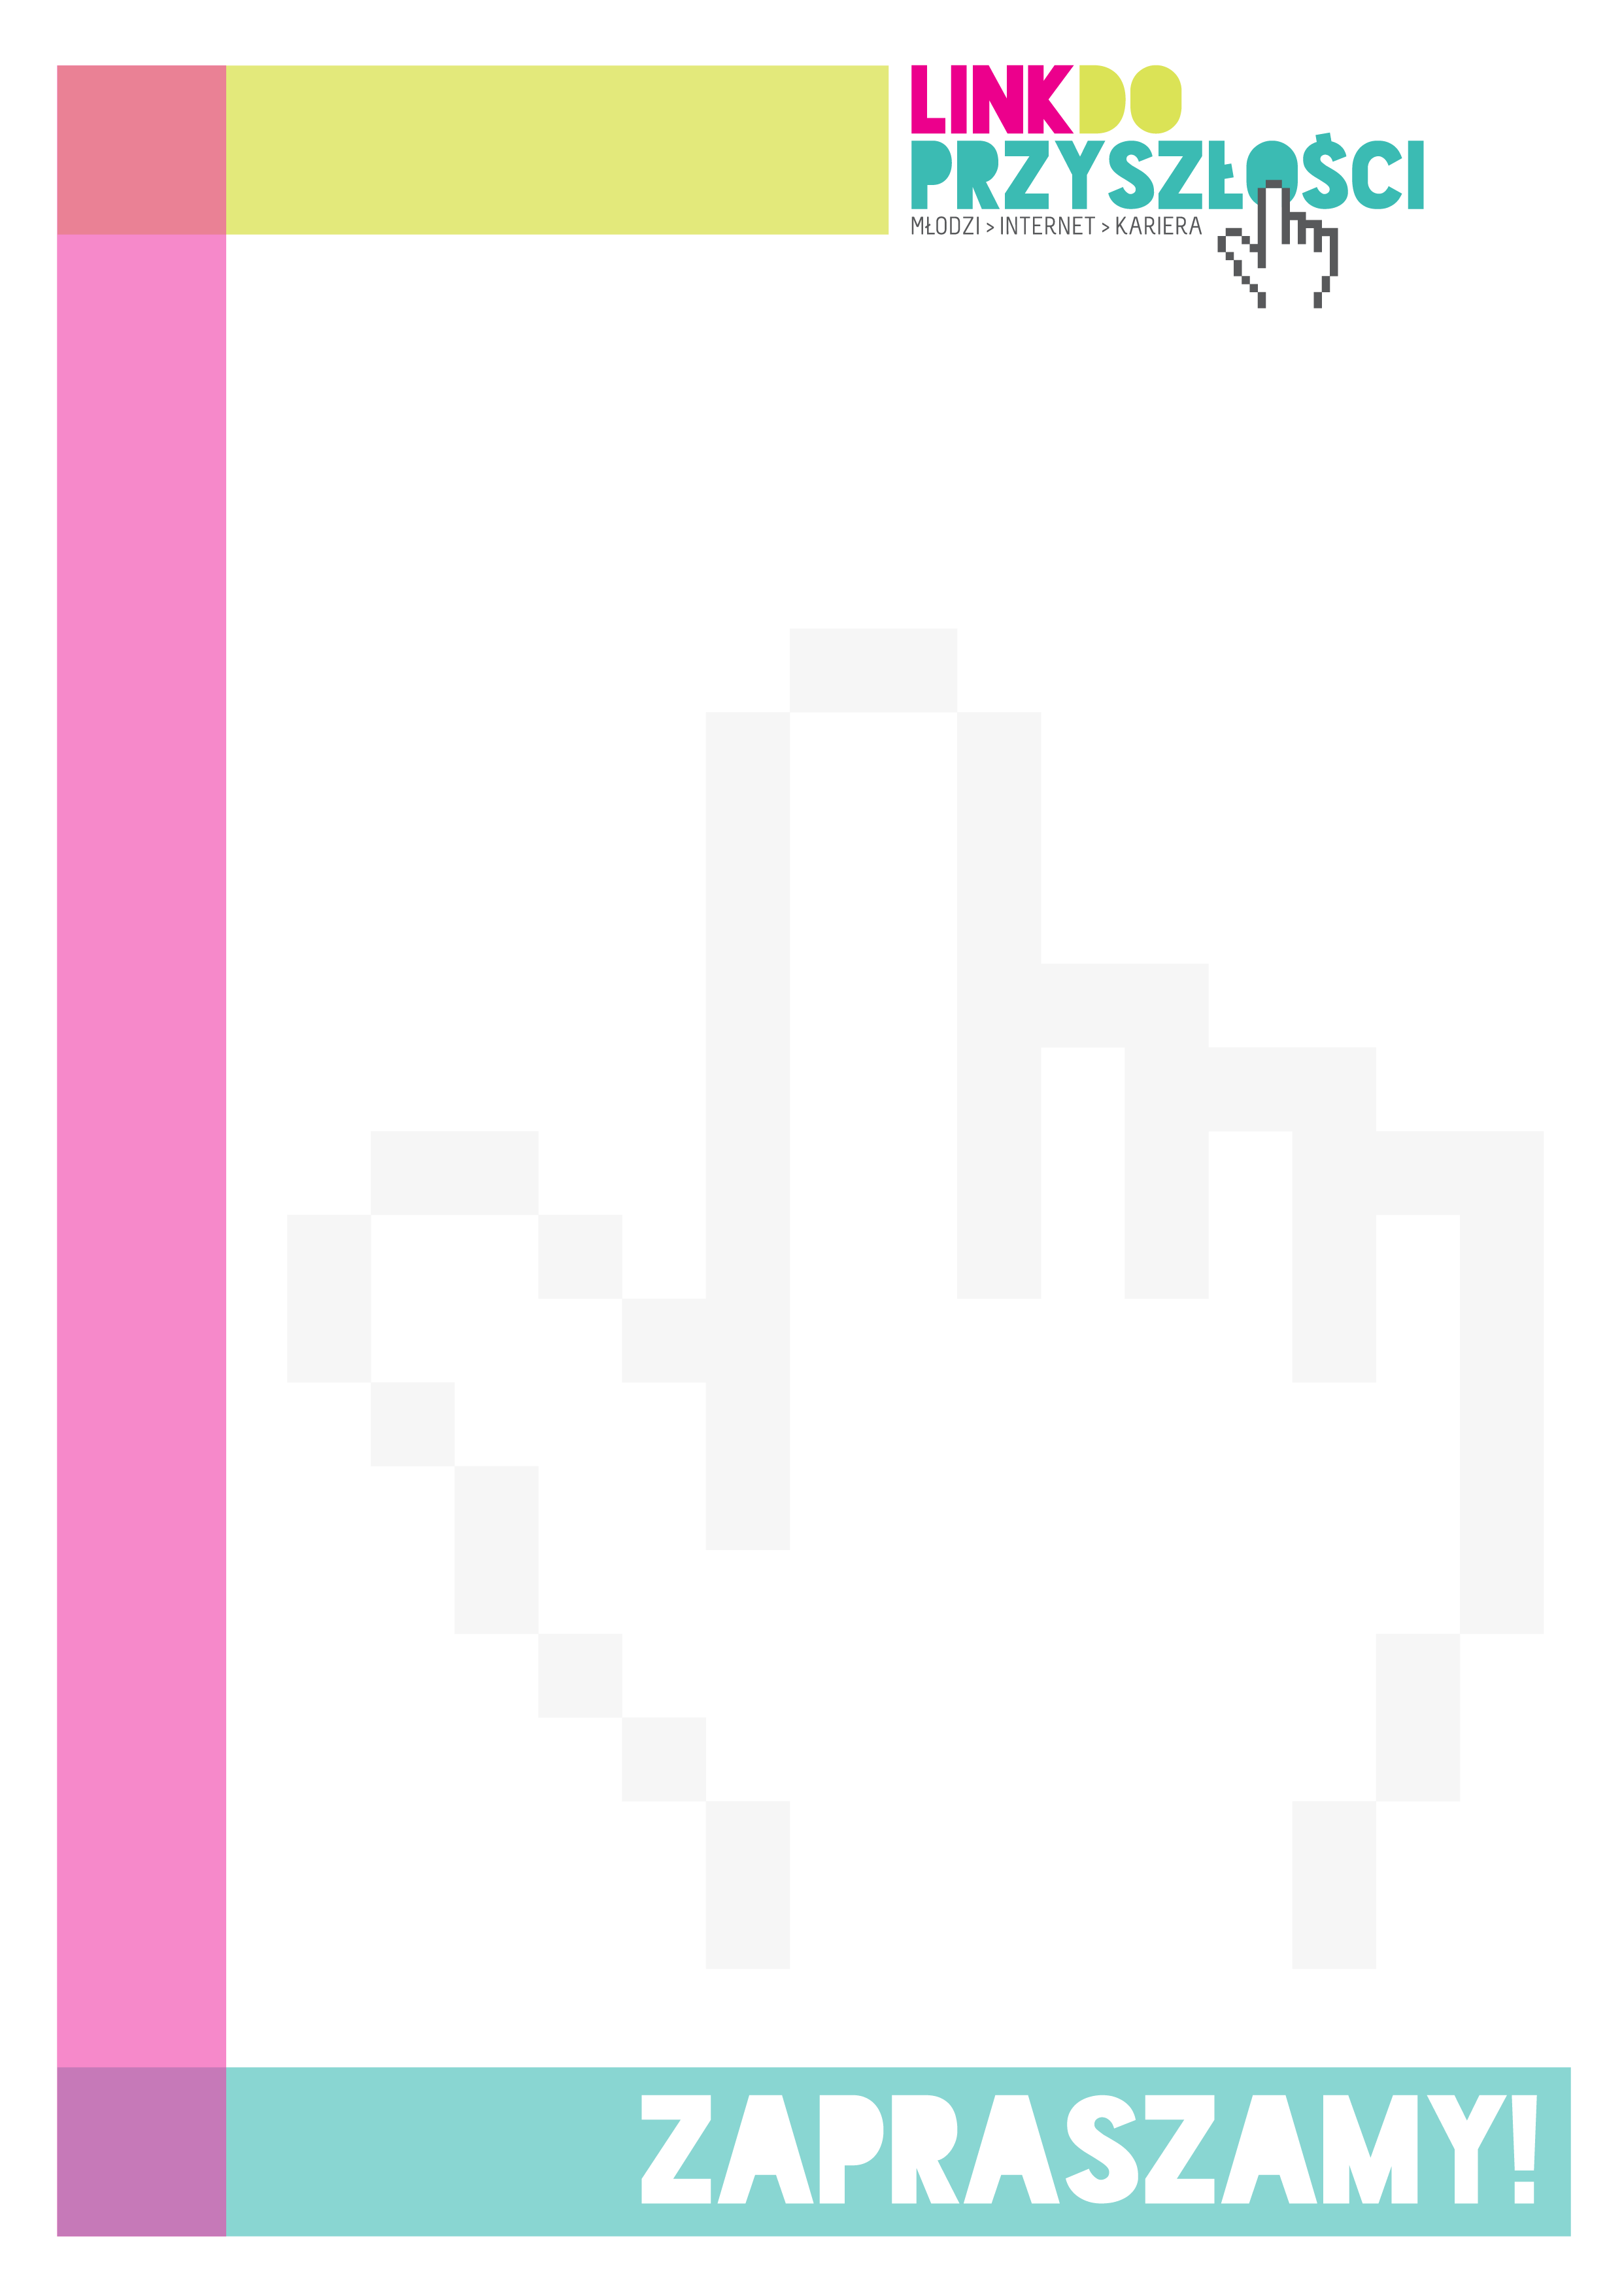 LINKDO
PRZYSZŁOŚCI
MŁODZI > INTERNET > KARIERA
ZAPRASZAMY!